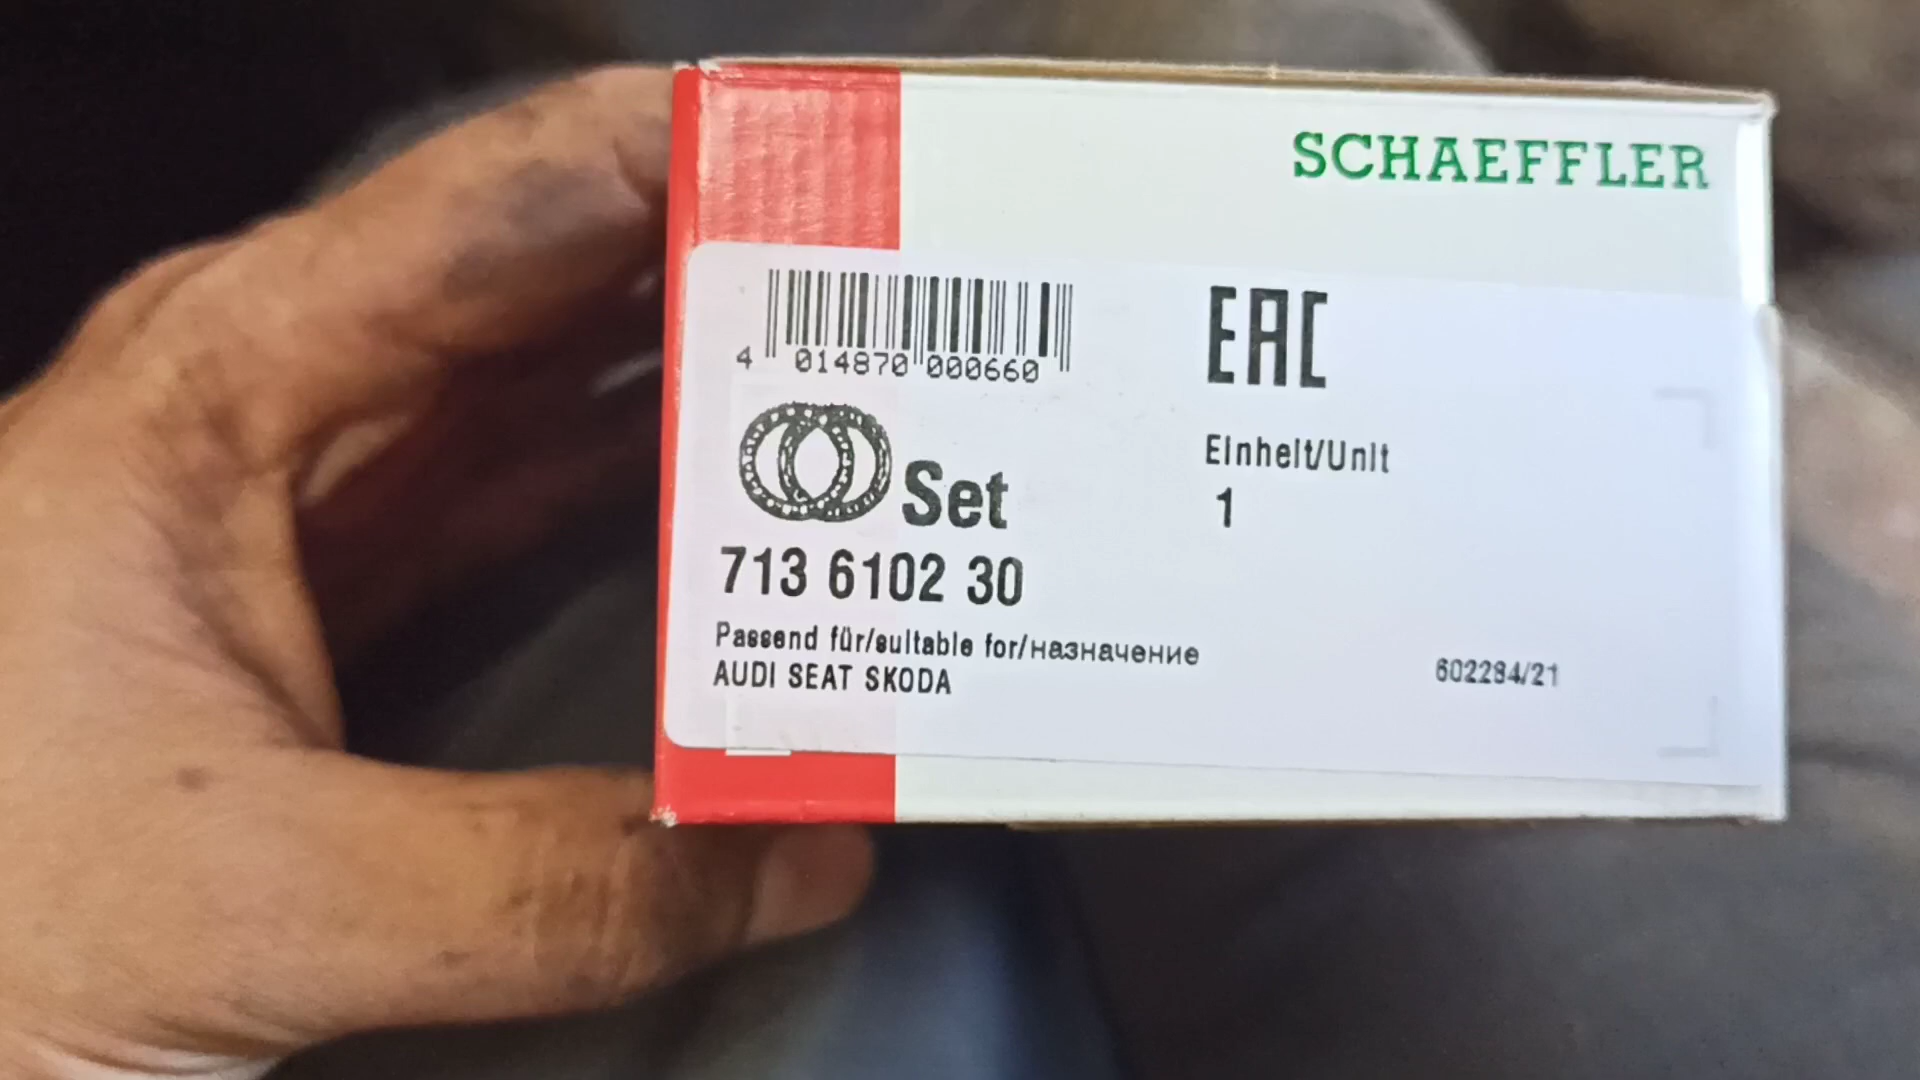 SCHAEFFLER
4 014870 000660
EAC
Einheit/Unit
1
Set
713 6102 30
Passend für/suitable for/назначение
AUDI SEAT SKODA
602284/21